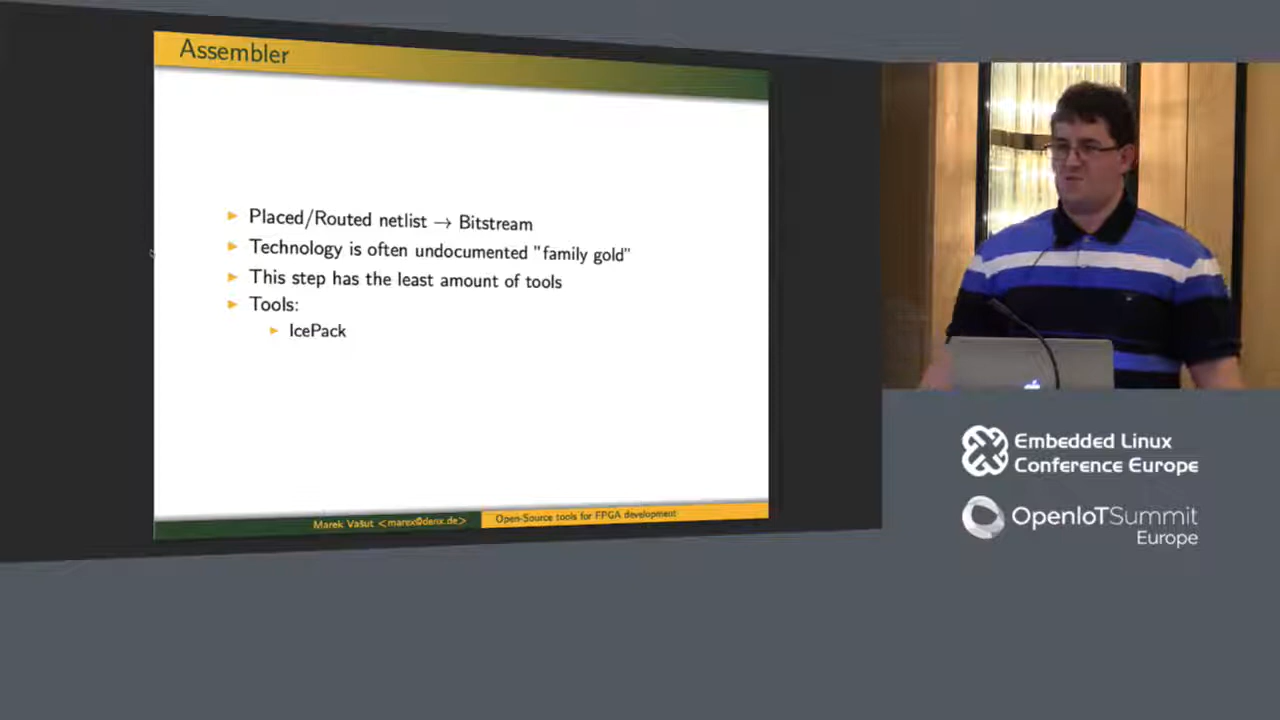 Assembler
Placed/Routed netlist → Bitstream
Technology is often undocumented "family gold"
This step has the least amount of tools
Tools:
IcePack
Marek Vašut <marex@denx.de>
Open-Source tools for FPGA development
Embedded Linux
Conference Europe
OpenIoTSummit
Europe